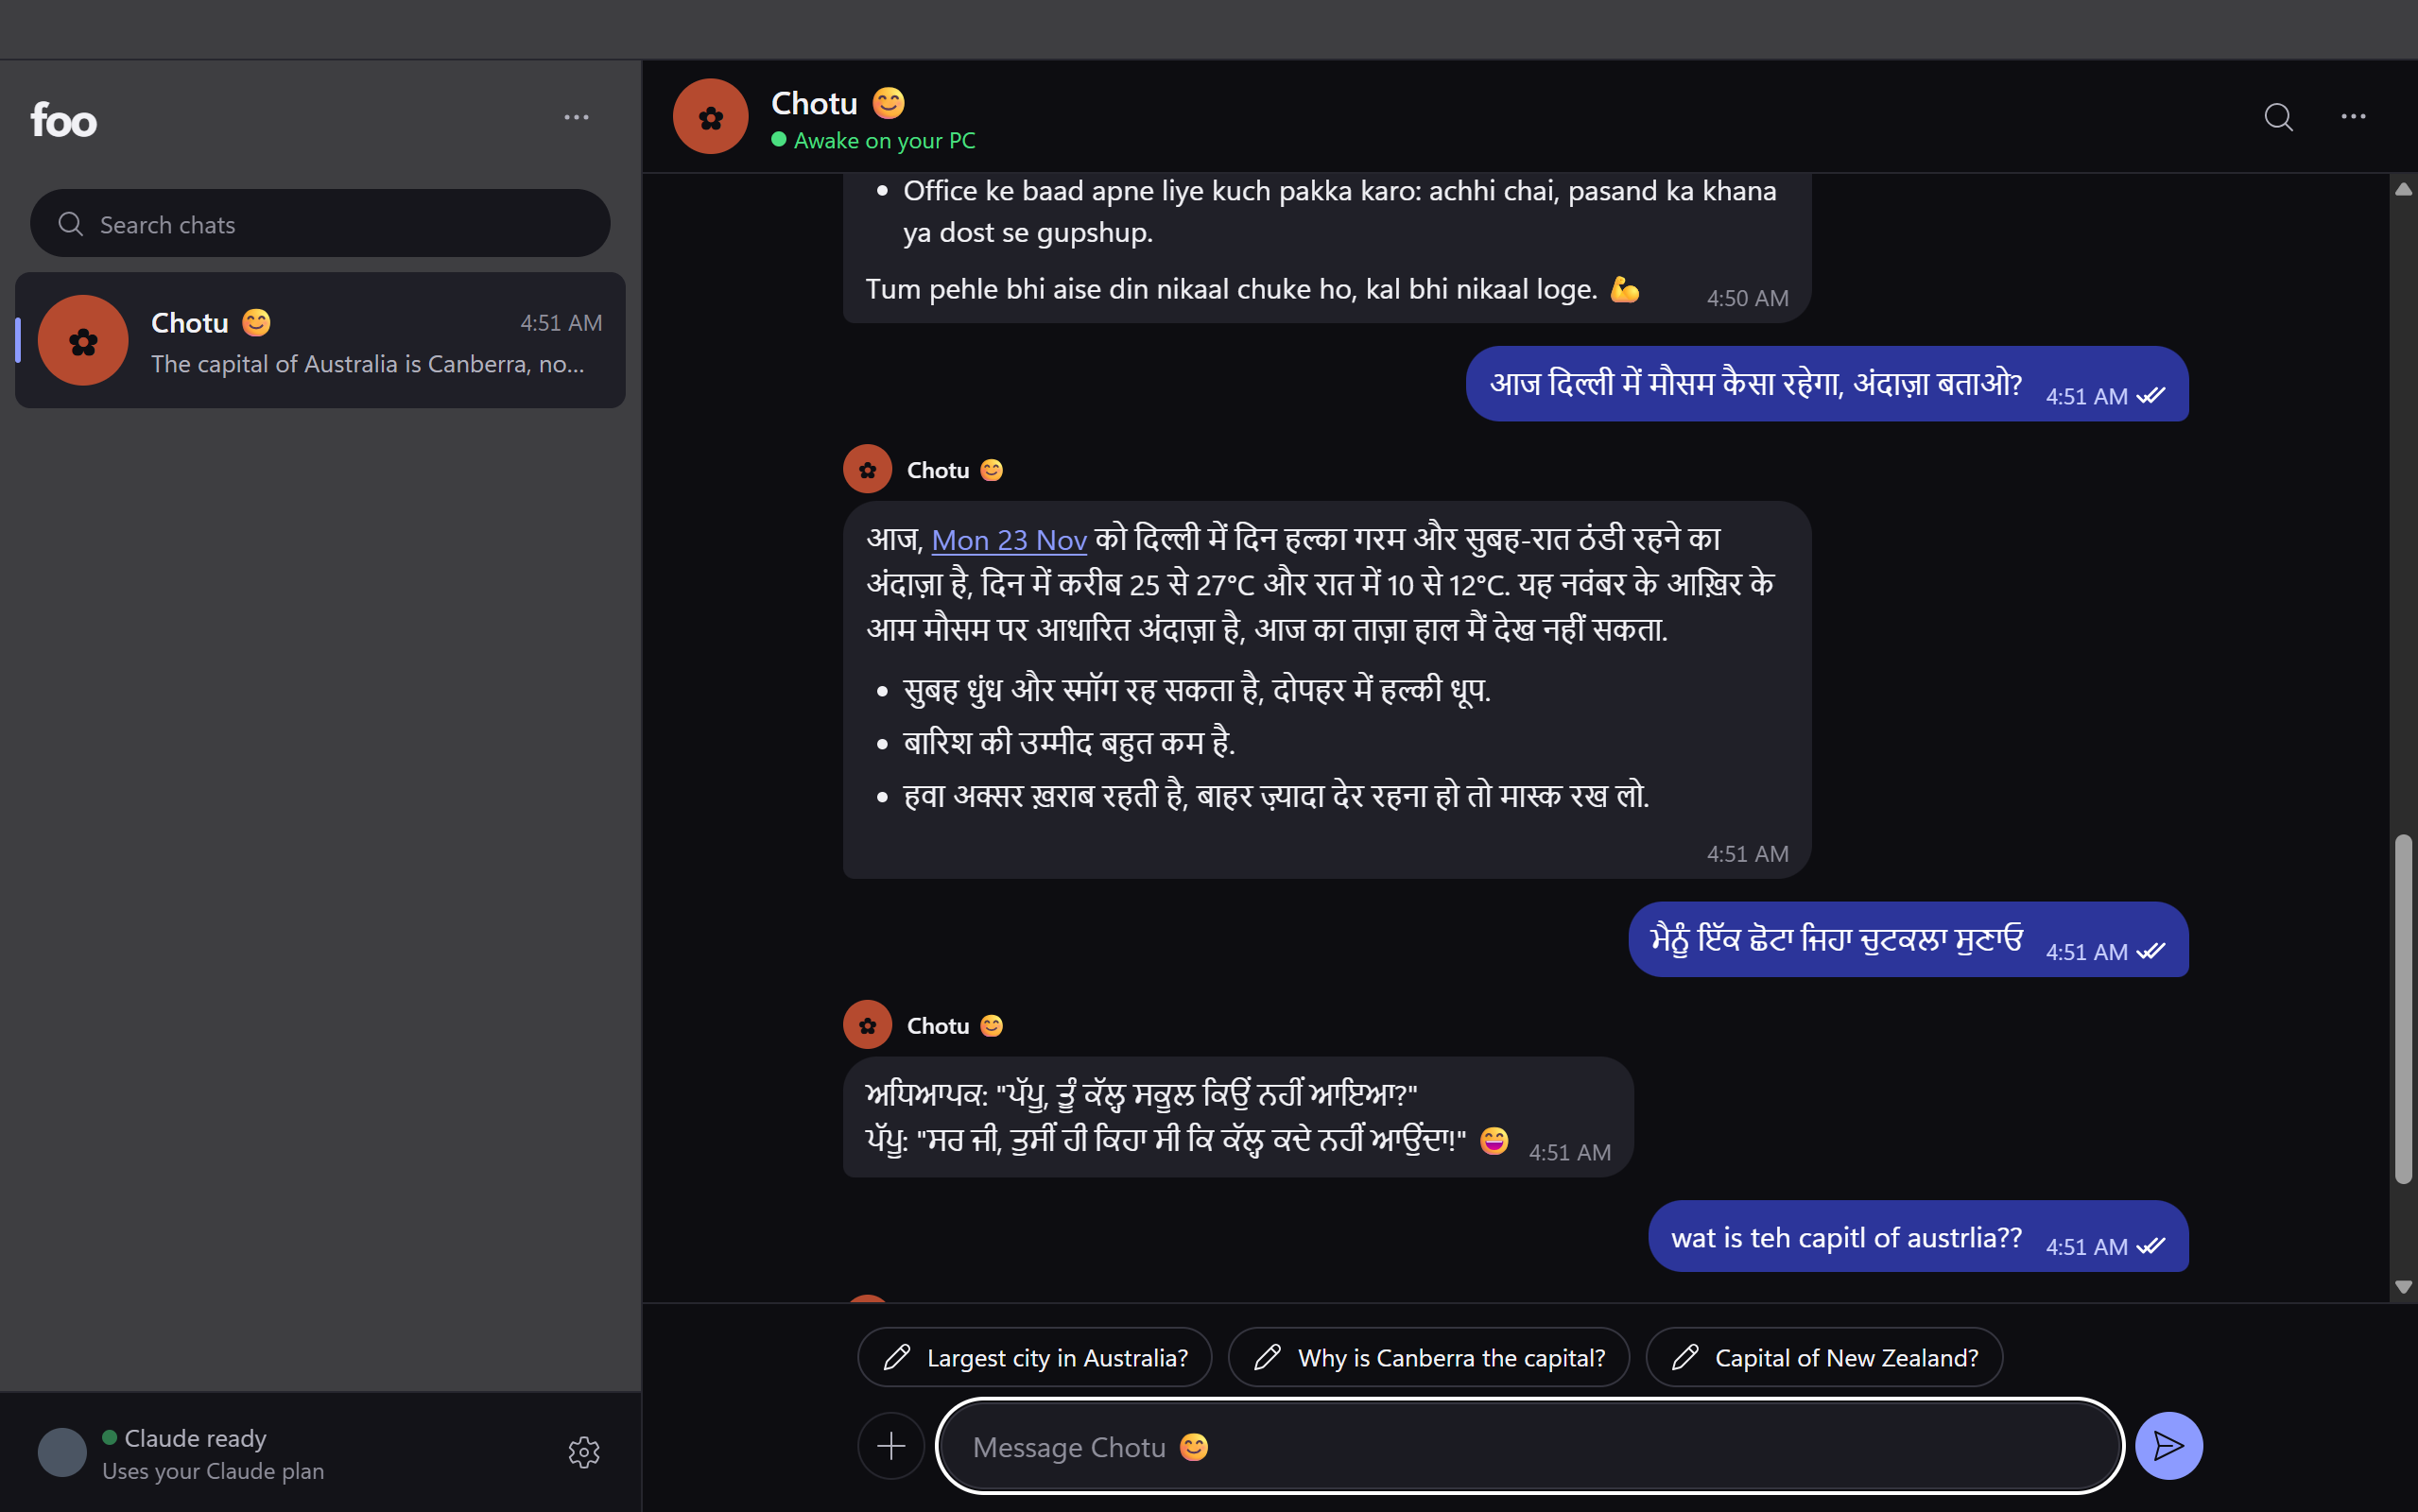 foo
Search chats
Chotu 😊
4:51 AM
The capital of Australia is Canberra, no...
Claude ready
Uses your Claude plan
Chotu 😊
Awake on your PC
• Office ke baad apne liye kuch pakka karo: achhi chai, pasand ka khana
ya dost se gupshup.
Tum pehle bhi aise din nikaal chuke ho, kal bhi nikaal loge. 💪 4:50 AM
आज दिल्ली में मौसम कैसा रहेगा, अंदाज़ा बताओ? 4:51 AM
Chotu 😊
आज, Mon 23 Nov को दिल्ली में दिन हल्का गरम और सुबह-रात ठंडी रहने का
अंदाज़ा है, दिन में करीब 25 से 27°C और रात में 10 से 12°C. यह नवंबर के आख़िर के
आम मौसम पर आधारित अंदाज़ा है, आज का ताज़ा हाल मैं देख नहीं सकता.
• सुबह धुंध और स्मॉग रह सकता है, दोपहर में हल्की धूप.
• बारिश की उम्मीद बहुत कम है.
• हवा अक्सर ख़राब रहती है, बाहर ज़्यादा देर रहना हो तो मास्क रख लो.
4:51 AM
ਮੈਨੂੰ ਇੱਕ ਛੋਟਾ ਜਿਹਾ ਚੁਟਕਲਾ ਸੁਣਾਓ 4:51 AM
Chotu 😊
ਅਧਿਆਪਕ: "ਪੱਪੂ, ਤੂੰ ਕੱਲ੍ਹ ਸਕੂਲ ਕਿਉਂ ਨਹੀਂ ਆਇਆ?"
ਪੱਪੂ: "ਸਰ ਜੀ, ਤੁਸੀਂ ਹੀ ਕਿਹਾ ਸੀ ਕਿ ਕੱਲ੍ਹ ਕਦੇ ਨਹੀਂ ਆਉਂਦਾ!" 😄 4:51 AM
wat is teh capitl of austrlia?? 4:51 AM
Largest city in Australia?
Why is Canberra the capital?
Capital of New Zealand?
Message Chotu 😊